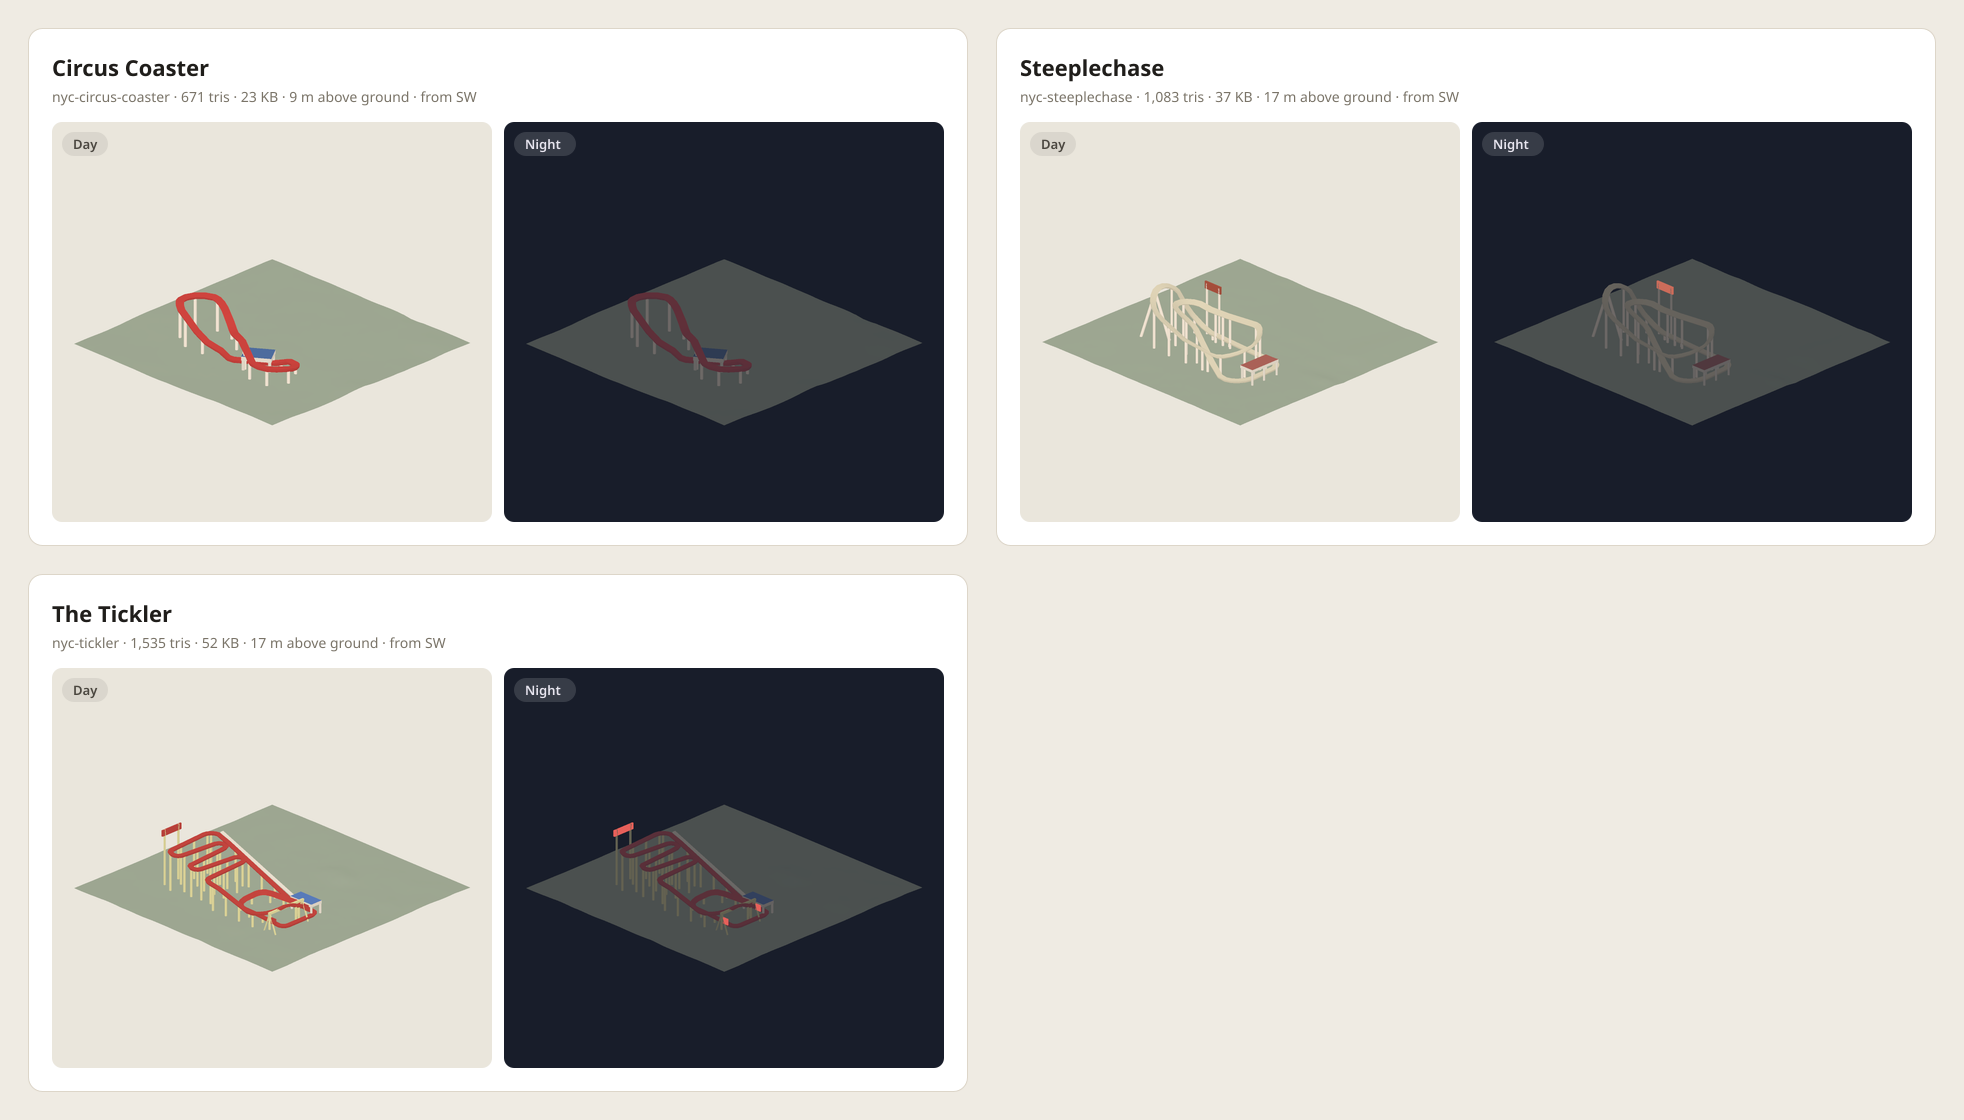 Circus Coaster
nyc-circus-coaster · 671 tris · 23 KB · 9 m above ground · from SW
Day
Night
Steeplechase
nyc-steeplechase · 1,083 tris · 37 KB · 17 m above ground · from SW
Day
Night
The Tickler
nyc-tickler · 1,535 tris · 52 KB · 17 m above ground · from SW
Day
Night